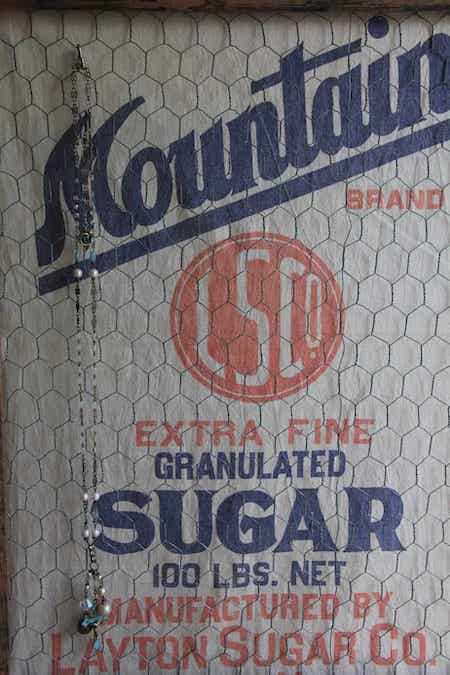 Mountain
BRAND
LSCo.
EXTRA FINE
GRANULATED
SUGAR
100 LBS. NET
MANUFACTURED BY
LAYTON SUGAR CO.